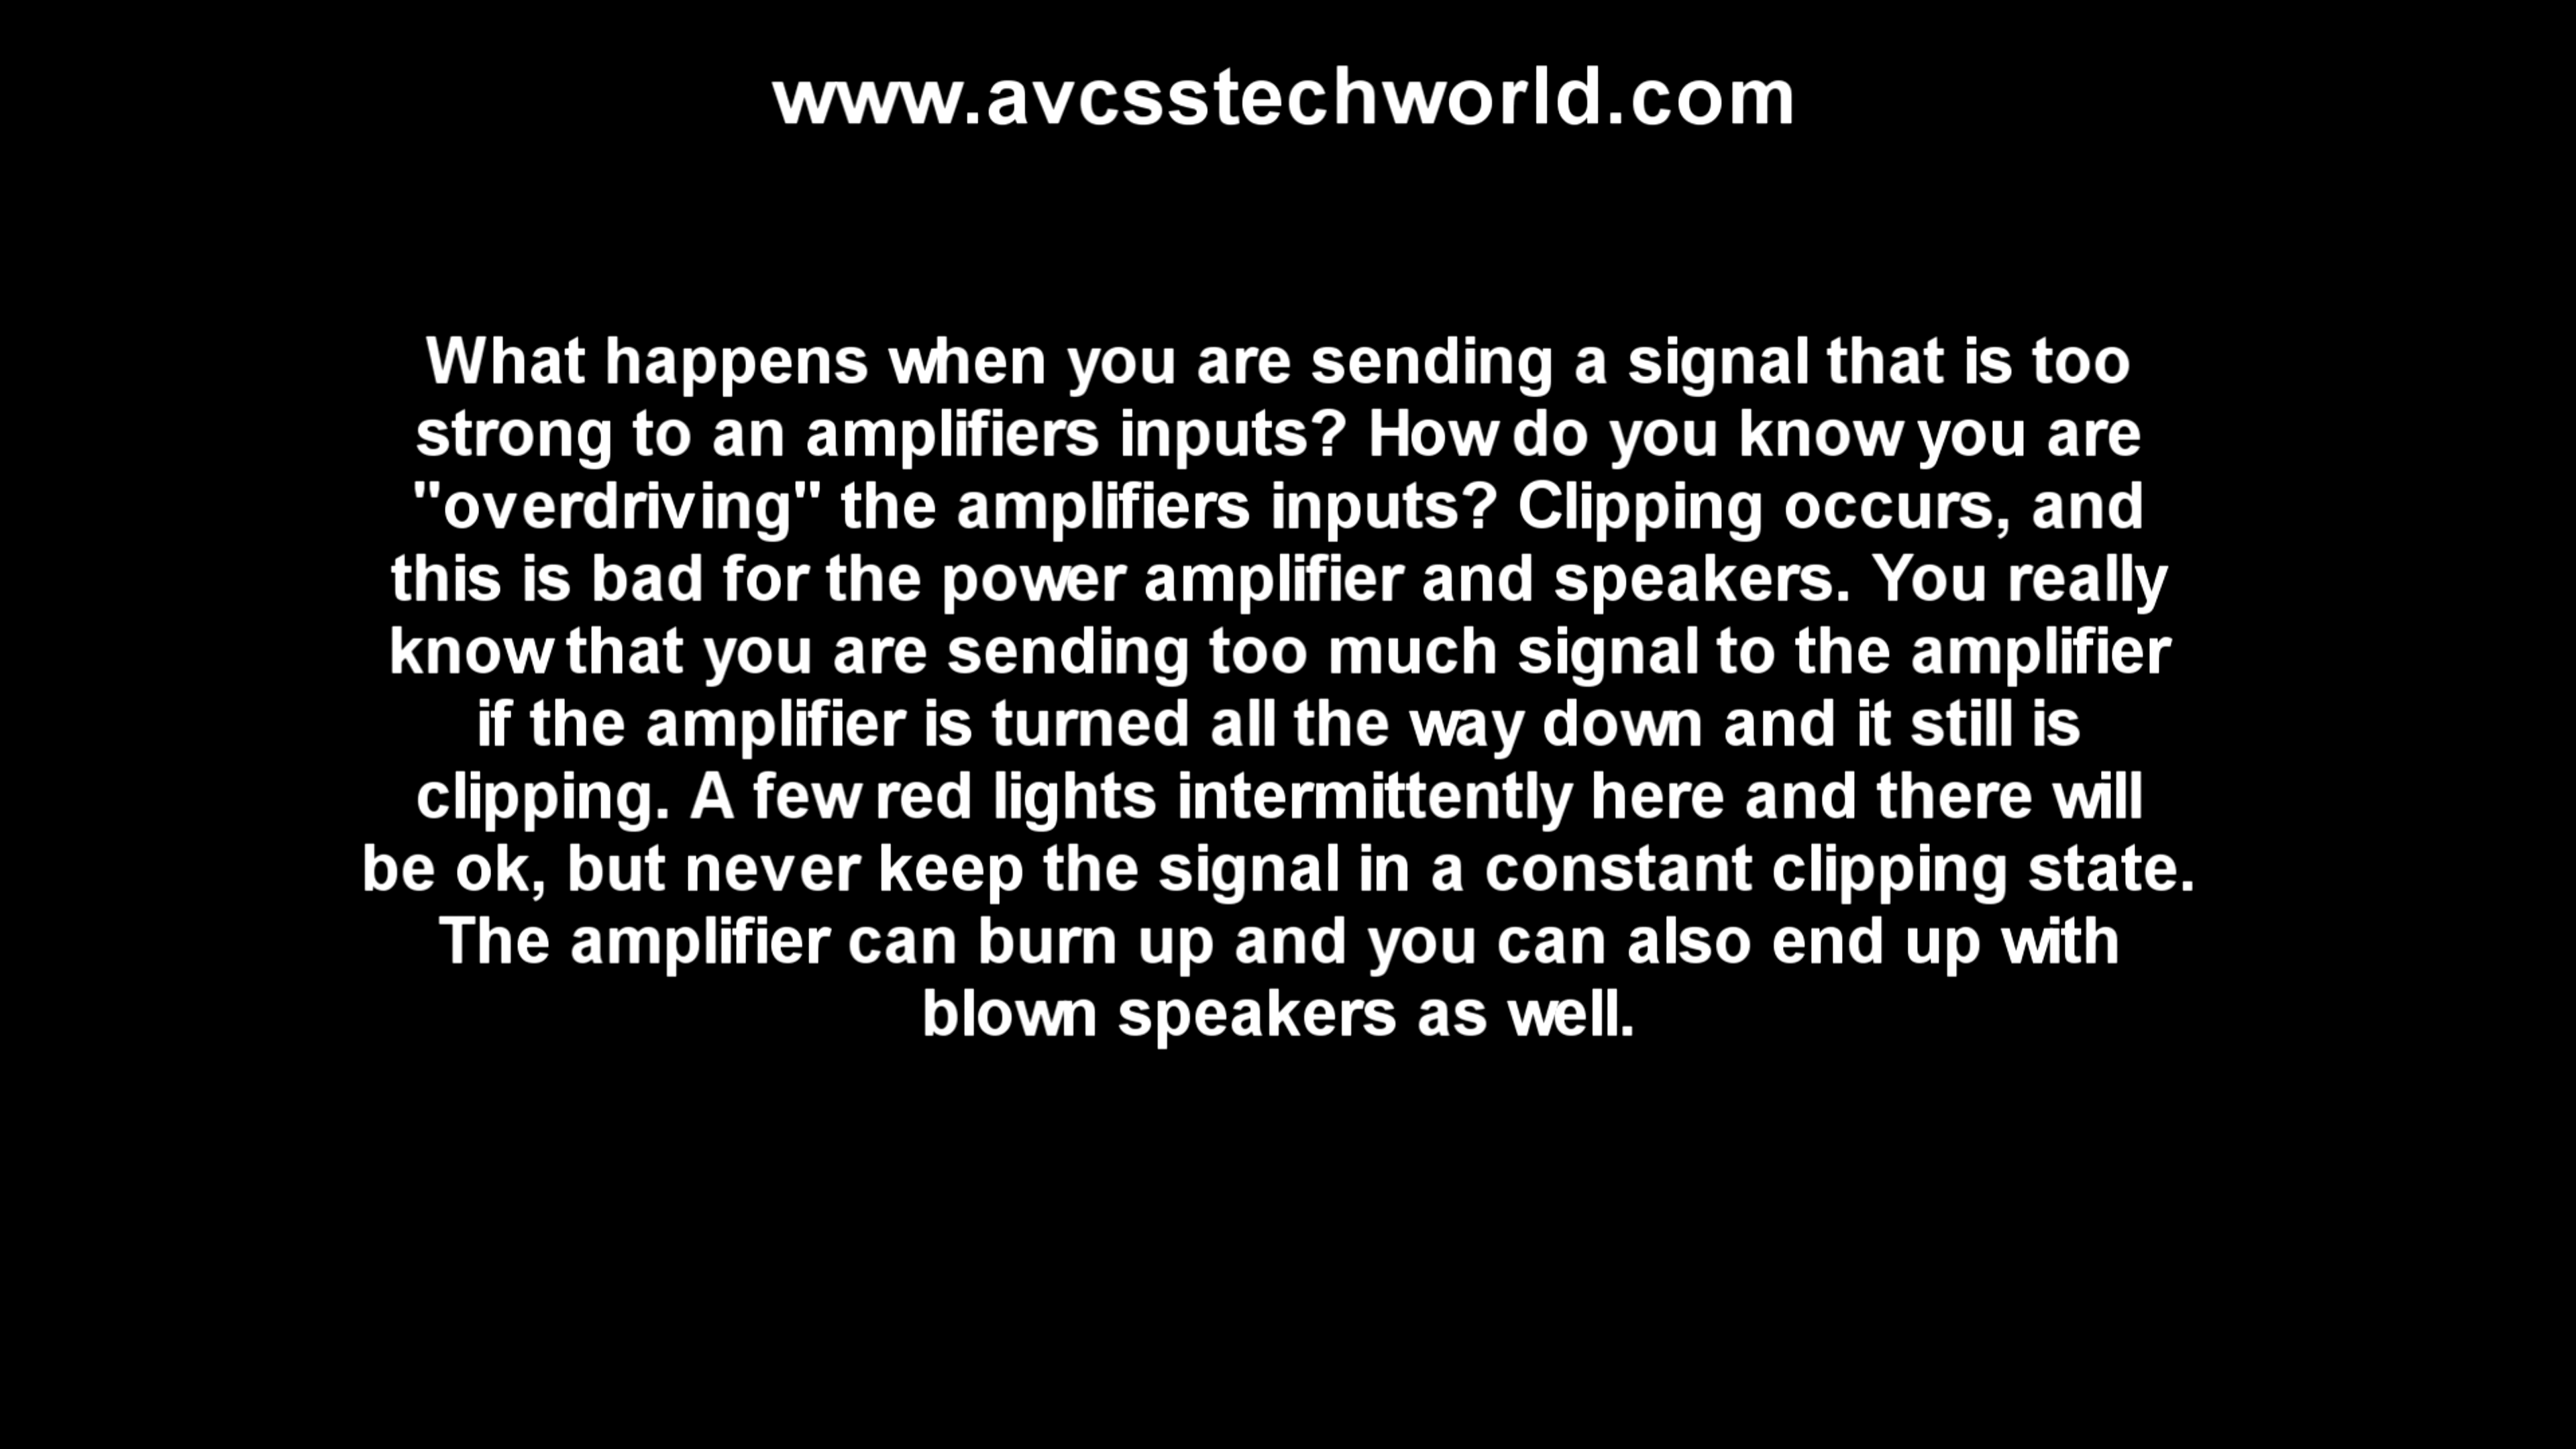 www.avcsstechworld.com
What happens when you are sending a signal that is too
strong to an amplifiers inputs? How do you know you are
"overdriving" the amplifiers inputs? Clipping occurs, and
this is bad for the power amplifier and speakers. You really
know that you are sending too much signal to the amplifier
if the amplifier is turned all the way down and it still is
clipping. A few red lights intermittently here and there will
be ok, but never keep the signal in a constant clipping state.
The amplifier can burn up and you can also end up with
blown speakers as well.